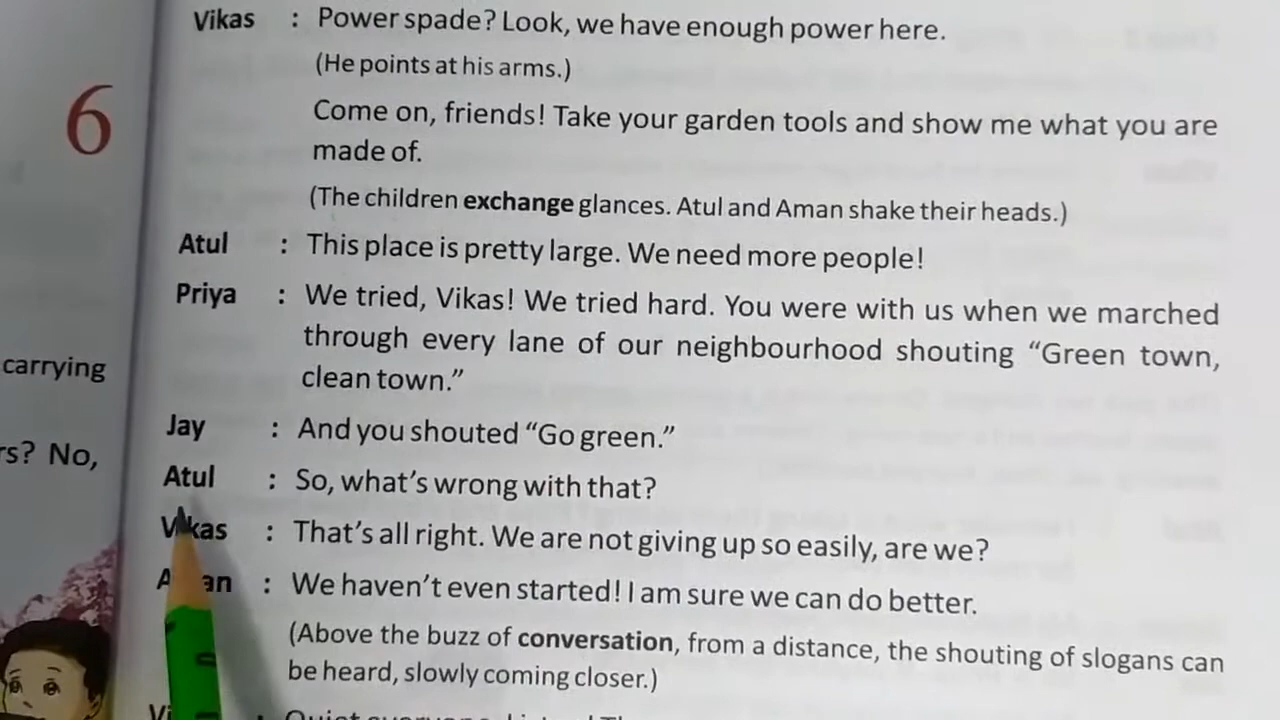 Vikas : Power spade? Look, we have enough power here.
(He points at his arms.)
6
Come on, friends! Take your garden tools and show me what you are
made of.
(The children exchange glances. Atul and Aman shake their heads.)
Atul : This place is pretty large. We need more people!
Priya : We tried, Vikas! We tried hard. You were with us when we marched
through every lane of our neighbourhood shouting “Green town,
carrying
clean town.”
Jay : And you shouted “Go green.”
rs? No,
Atul : So, what’s wrong with that?
Vikas : That’s all right. We are not giving up so easily, are we?
Aman : We haven’t even started! I am sure we can do better.
(Above the buzz of conversation, from a distance, the shouting of slogans can
be heard, slowly coming closer.)